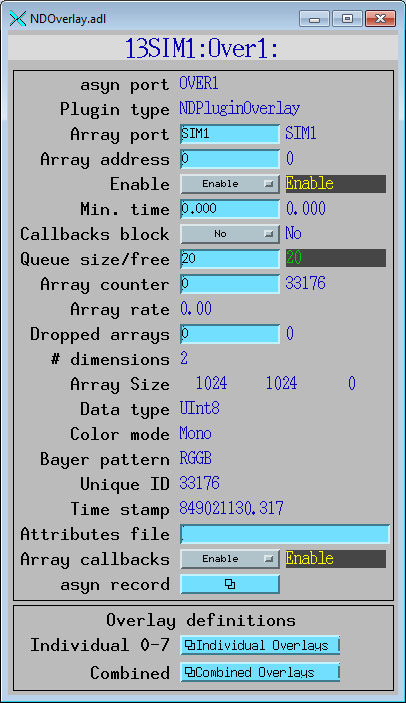 NDOverlay.adl
13SIM1:Over1:
asyn port OVER1
Plugin type NDPluginOverlay
Array port SIM1 SIM1
Array address 0 0
Enable Enable Enable
Min. time 0.000 0.000
Callbacks block No No
Queue size/free 20 20
Array counter 0 33176
Array rate 0.00
Dropped arrays 0 0
# dimensions 2
Array Size 1024 1024 0
Data type UInt8
Color mode Mono
Bayer pattern RGGB
Unique ID 33176
Time stamp 849021130.317
Attributes file
Array callbacks Enable Enable
asyn record
Overlay definitions
Individual 0-7 Individual Overlays
Combined Combined Overlays